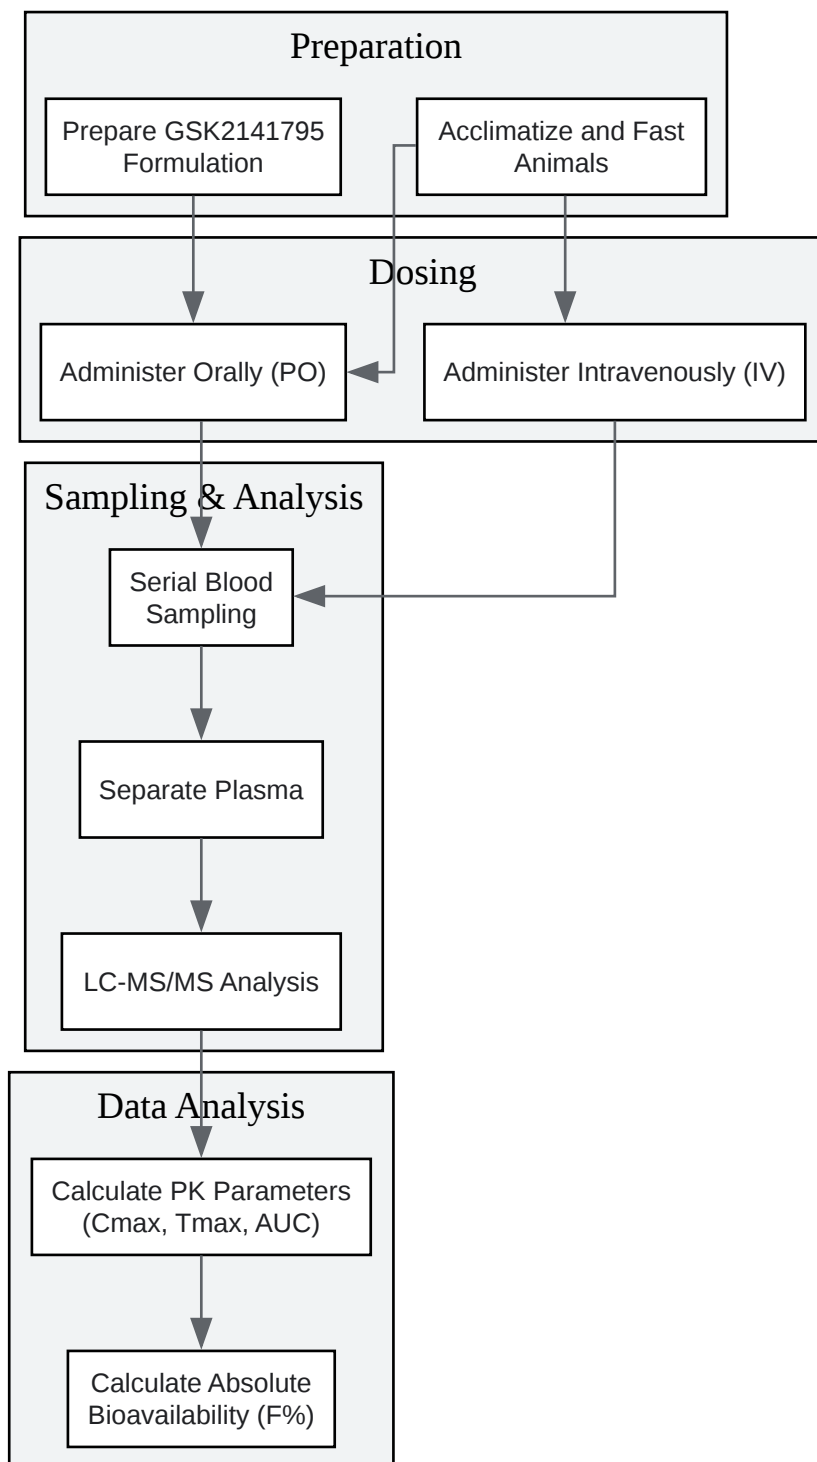 Preparation
Prepare GSK2141795
Formulation
Acclimatize and Fast
Animals
Dosing
Administer Orally (PO)
Administer Intravenously (IV)
Sampling & Analysis
Serial Blood
Sampling
Separate Plasma
LC-MS/MS Analysis
Data Analysis
Calculate PK Parameters
(Cmax, Tmax, AUC)
Calculate Absolute
Bioavailability (F%)